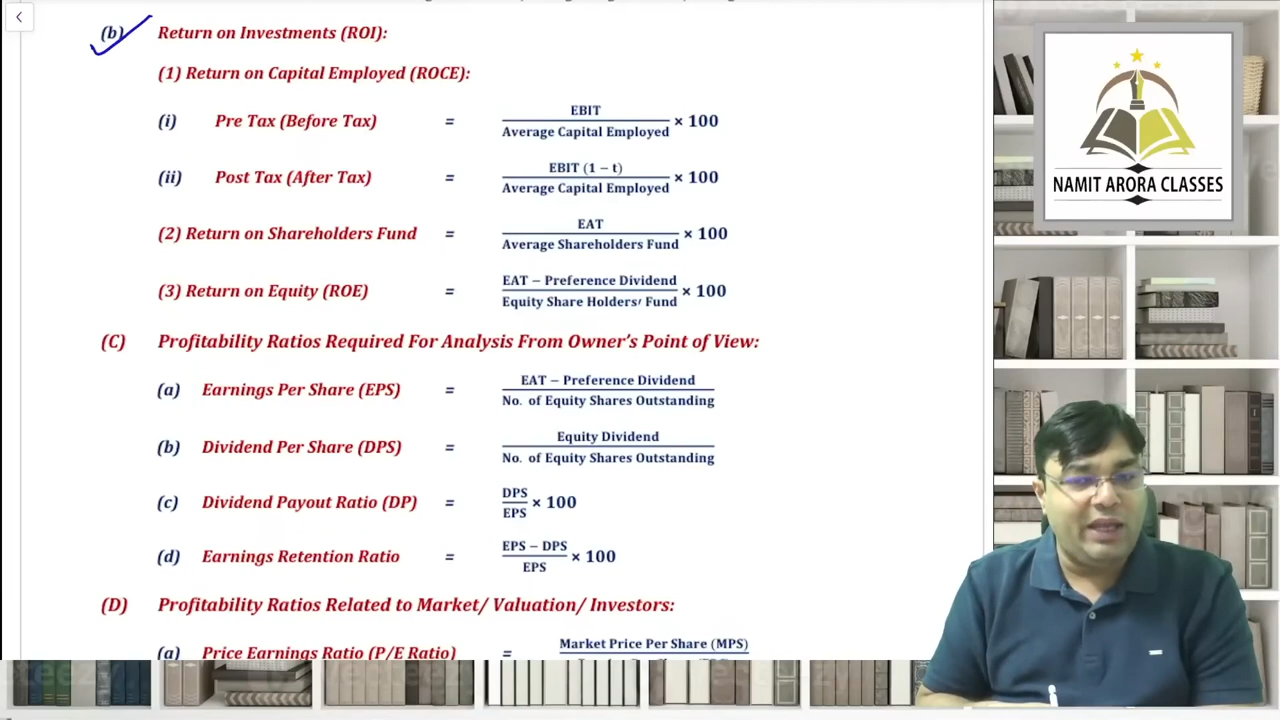 (b) Return on Investments (ROI):
(1) Return on Capital Employed (ROCE):
(i) Pre Tax (Before Tax) = EBIT / Average Capital Employed × 100
(ii) Post Tax (After Tax) = EBIT (1 − t) / Average Capital Employed × 100
(2) Return on Shareholders Fund = EAT / Average Shareholders Fund × 100
(3) Return on Equity (ROE) = EAT − Preference Dividend / Equity Share Holders′ Fund × 100
(C) Profitability Ratios Required For Analysis From Owner's Point of View:
(a) Earnings Per Share (EPS) = EAT − Preference Dividend / No. of Equity Shares Outstanding
(b) Dividend Per Share (DPS) = Equity Dividend / No. of Equity Shares Outstanding
(c) Dividend Payout Ratio (DP) = DPS / EPS × 100
(d) Earnings Retention Ratio = EPS − DPS / EPS × 100
(D) Profitability Ratios Related to Market/ Valuation/ Investors:
(a) Price Earnings Ratio (P/E Ratio) = Market Price Per Share (MPS)
NAMIT ARORA CLASSES